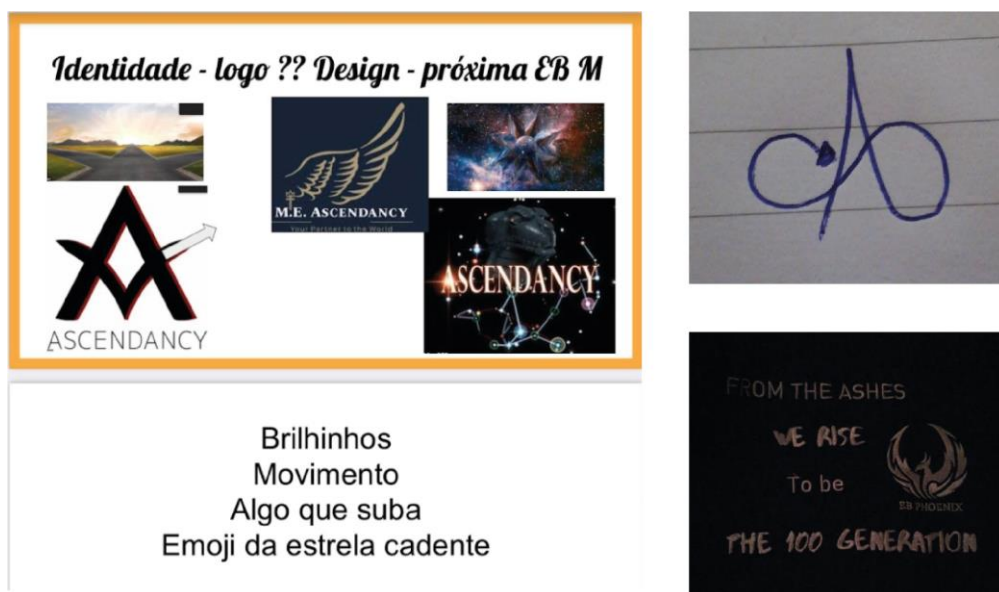 Identidade - logo ?? Design - próxima EB M
M.E. ASCENDANCY
Your Partner to the World
ASCENDANCY
ASCENDANCY
Brilhinhos
Movimento
Algo que suba
Emoji da estrela cadente
FROM THE ASHES
WE RISE
To be
EB PHOENIX
THE 100 GENERATION